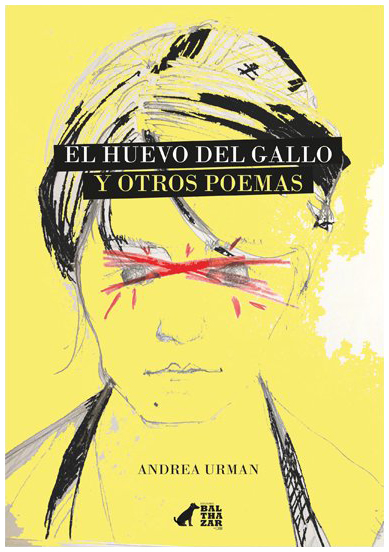 EL HUEVO DEL GALLO
Y OTROS POEMAS
ANDREA URMAN
BAL
THA
ZAR